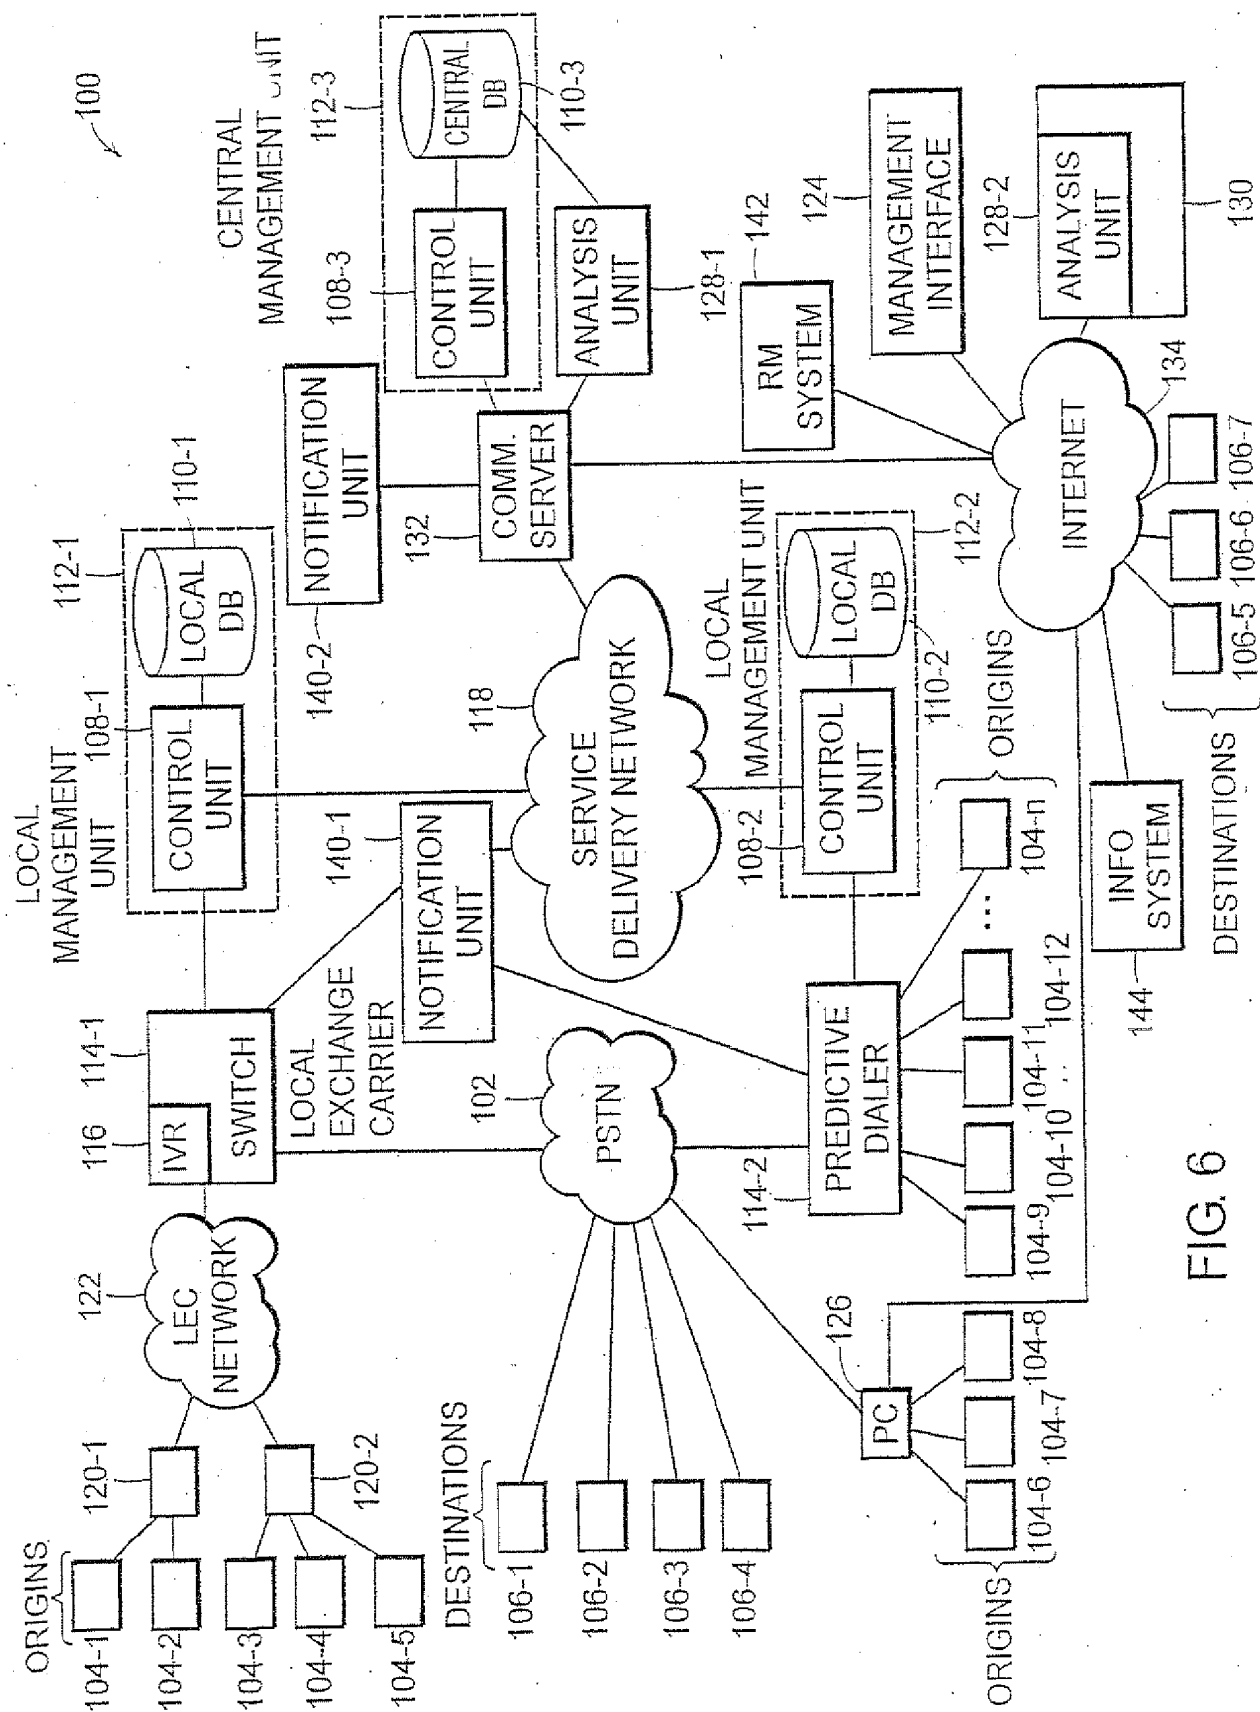 100
CENTRAL
MANAGEMENT UNIT
112-3
CENTRAL
DB
110-3
108-3
CONTROL
UNIT
ANALYSIS
UNIT
128-1
NOTIFICATION
UNIT
140-2
132
COMM.
SERVER
LOCAL
MANAGEMENT
UNIT
112-1
110-1
LOCAL
DB
108-1
CONTROL
UNIT
114-1
116
IVR
SWITCH
LOCAL
EXCHANGE
CARRIER
140-1
NOTIFICATION
UNIT
118
SERVICE
DELIVERY NETWORK
122
LEC
NETWORK
ORIGINS
120-1
120-2
104-1
104-2
104-3
104-4
104-5
DESTINATIONS
106-1
106-2
106-3
106-4
102
PSTN
LOCAL
MANAGEMENT UNIT
112-2
LOCAL
DB
110-2
108-2
CONTROL
UNIT
114-2
PREDICTIVE
DIALER
142
RM
SYSTEM
124
MANAGEMENT
INTERFACE
128-2
ANALYSIS
UNIT
130
INTERNET
134
126
PC
ORIGINS
104-6
104-7
104-8
104-9
104-10
104-11
..
104-12
...
104-n
ORIGINS
144
INFO
SYSTEM
DESTINATIONS
106-5
106-6
106-7
FIG. 6